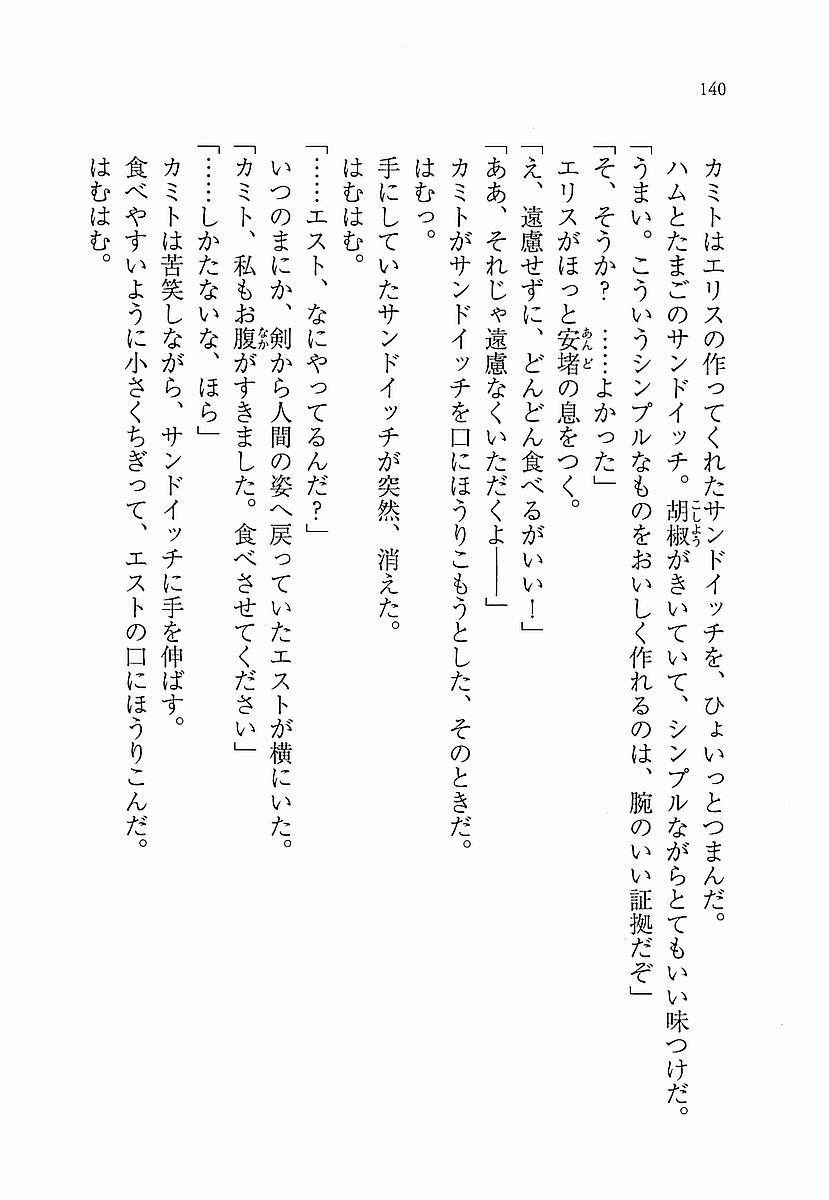 140
カミトはエリスの作ってくれたサンドイッチを、ひょいっとつまんだ。
ハムとたまごのサンドイッチ。胡椒がきいていて、シンプルながらとてもいい味つけだ。
「うまい。こういうシンプルなものをおいしく作れるのは、腕のいい証拠だぞ」
「そ、そうか？　……よかった」
エリスがほっと安堵の息をつく。
「え、遠慮せずに、どんどん食べるがいい！」
「ああ、それじゃ遠慮なくいただくよ――」
カミトがサンドイッチを口にほうりこもうとした、そのときだ。
はむっ。
手にしていたサンドイッチが突然、消えた。
はむはむ。
「……エスト、なにやってるんだ？」
いつのまにか、剣から人間の姿へ戻っていたエストが横にいた。
「カミト、私もお腹がすきました。食べさせてください」
「……しかたないな、ほら」
カミトは苦笑しながら、サンドイッチに手を伸ばす。
食べやすいように小さくちぎって、エストの口にほうりこんだ。
はむはむ。